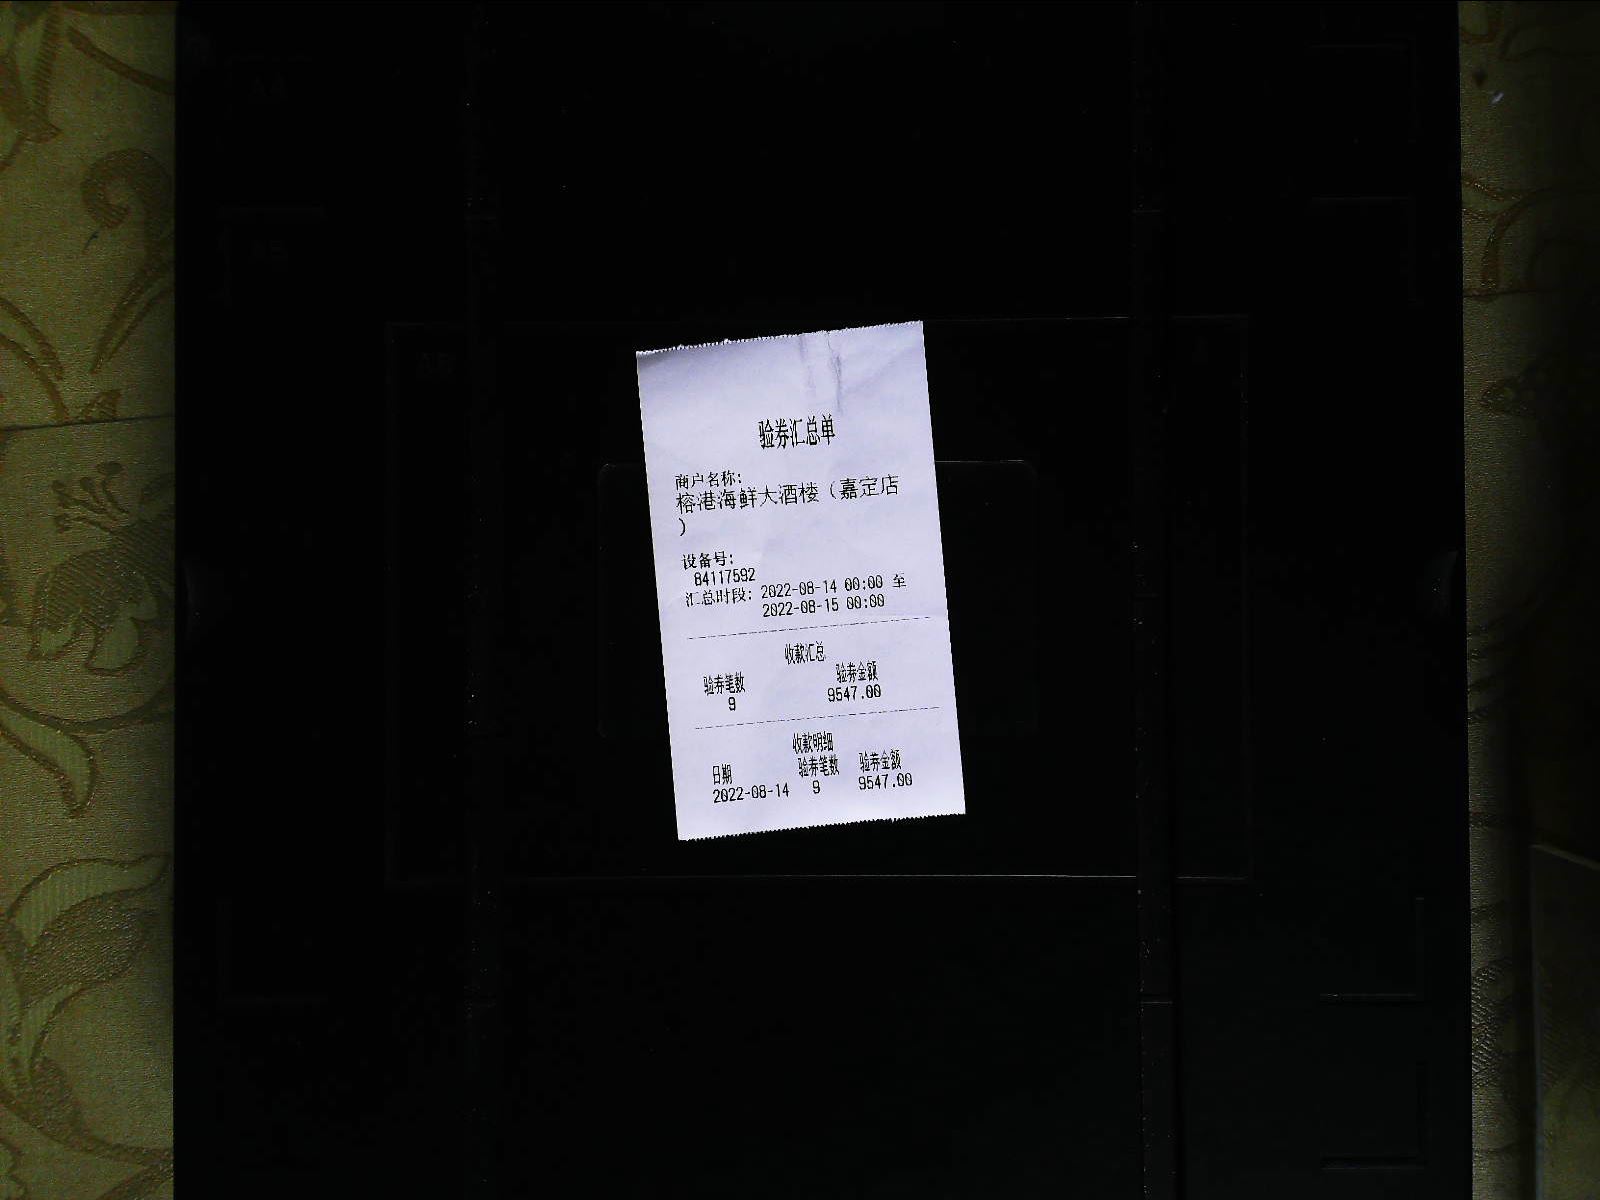 验券汇总单
商户名称:
榕港海鲜大酒楼（嘉定店
）
设备号:
84117592
汇总时段: 2022-08-14 00:00 至
2022-08-15 00:00
收款汇总
验券笔数 验券金额
9 9547.00
收款明细
日期 验券笔数 验券金额
2022-08-14 9 9547.00